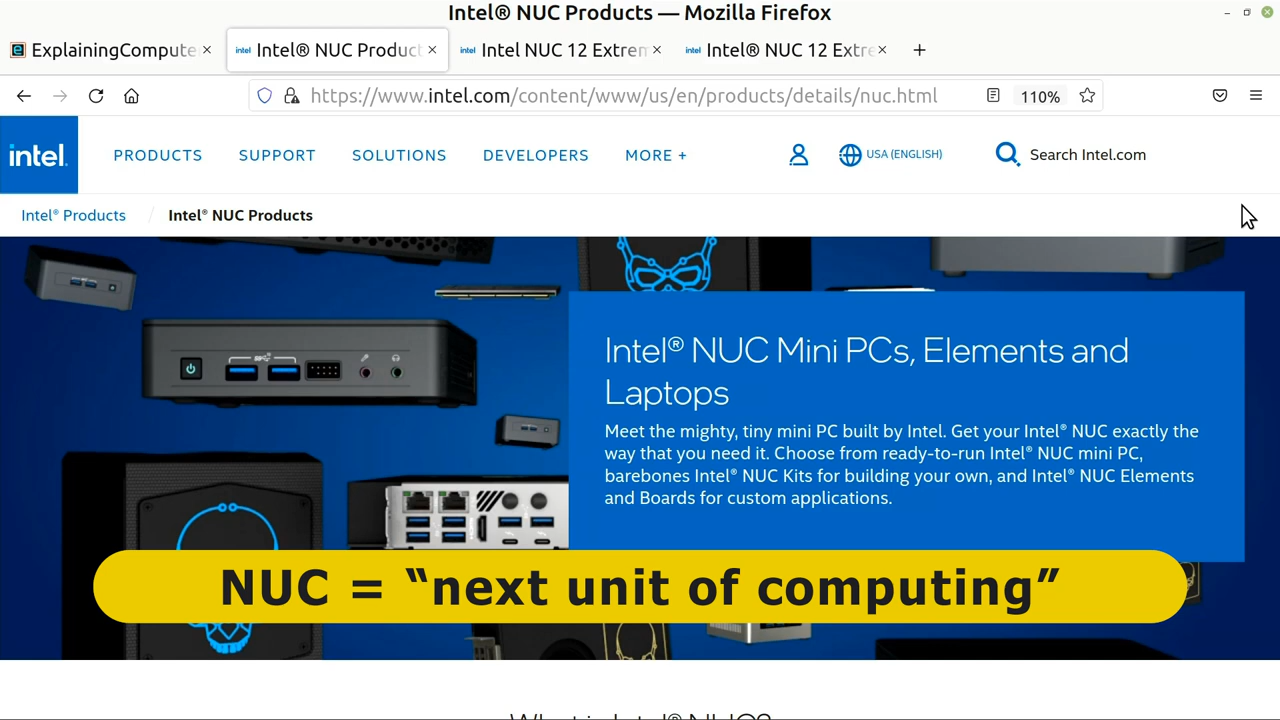 Intel® NUC Products — Mozilla Firefox
ExplainingCompute
Intel® NUC Product
Intel NUC 12 Extrem
Intel® NUC 12 Extre
https://www.intel.com/content/www/us/en/products/details/nuc.html
110%
intel.
PRODUCTS
SUPPORT
SOLUTIONS
DEVELOPERS
MORE +
USA (ENGLISH)
Search Intel.com
Intel® Products / Intel® NUC Products
Intel® NUC Mini PCs, Elements and
Laptops
Meet the mighty, tiny mini PC built by Intel. Get your Intel® NUC exactly the
way that you need it. Choose from ready-to-run Intel® NUC mini PC,
barebones Intel® NUC Kits for building your own, and Intel® NUC Elements
and Boards for custom applications.
NUC = “next unit of computing”
What is Intel® NUC?